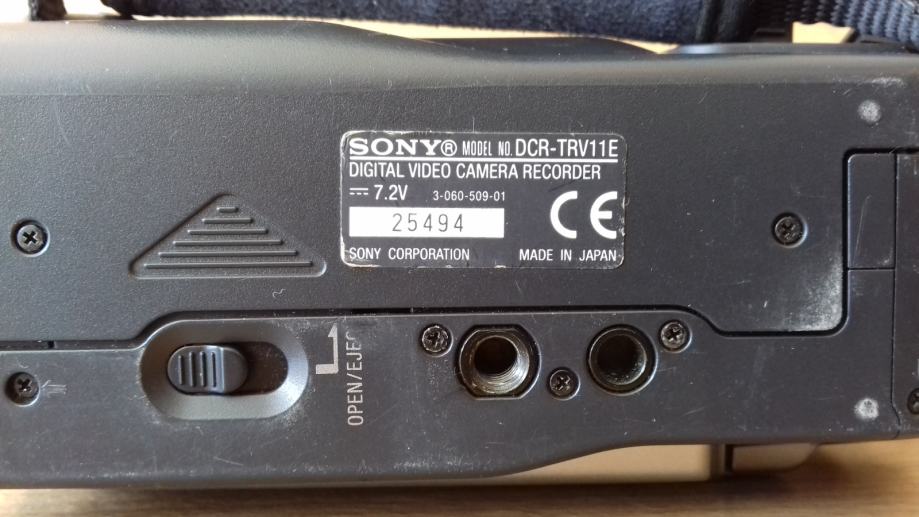 SONY® MODEL NO. DCR-TRV11E
DIGITAL VIDEO CAMERA RECORDER
⎓ 7.2V 3-060-509-01
25494
CE
SONY CORPORATION MADE IN JAPAN
OPEN/EJEC